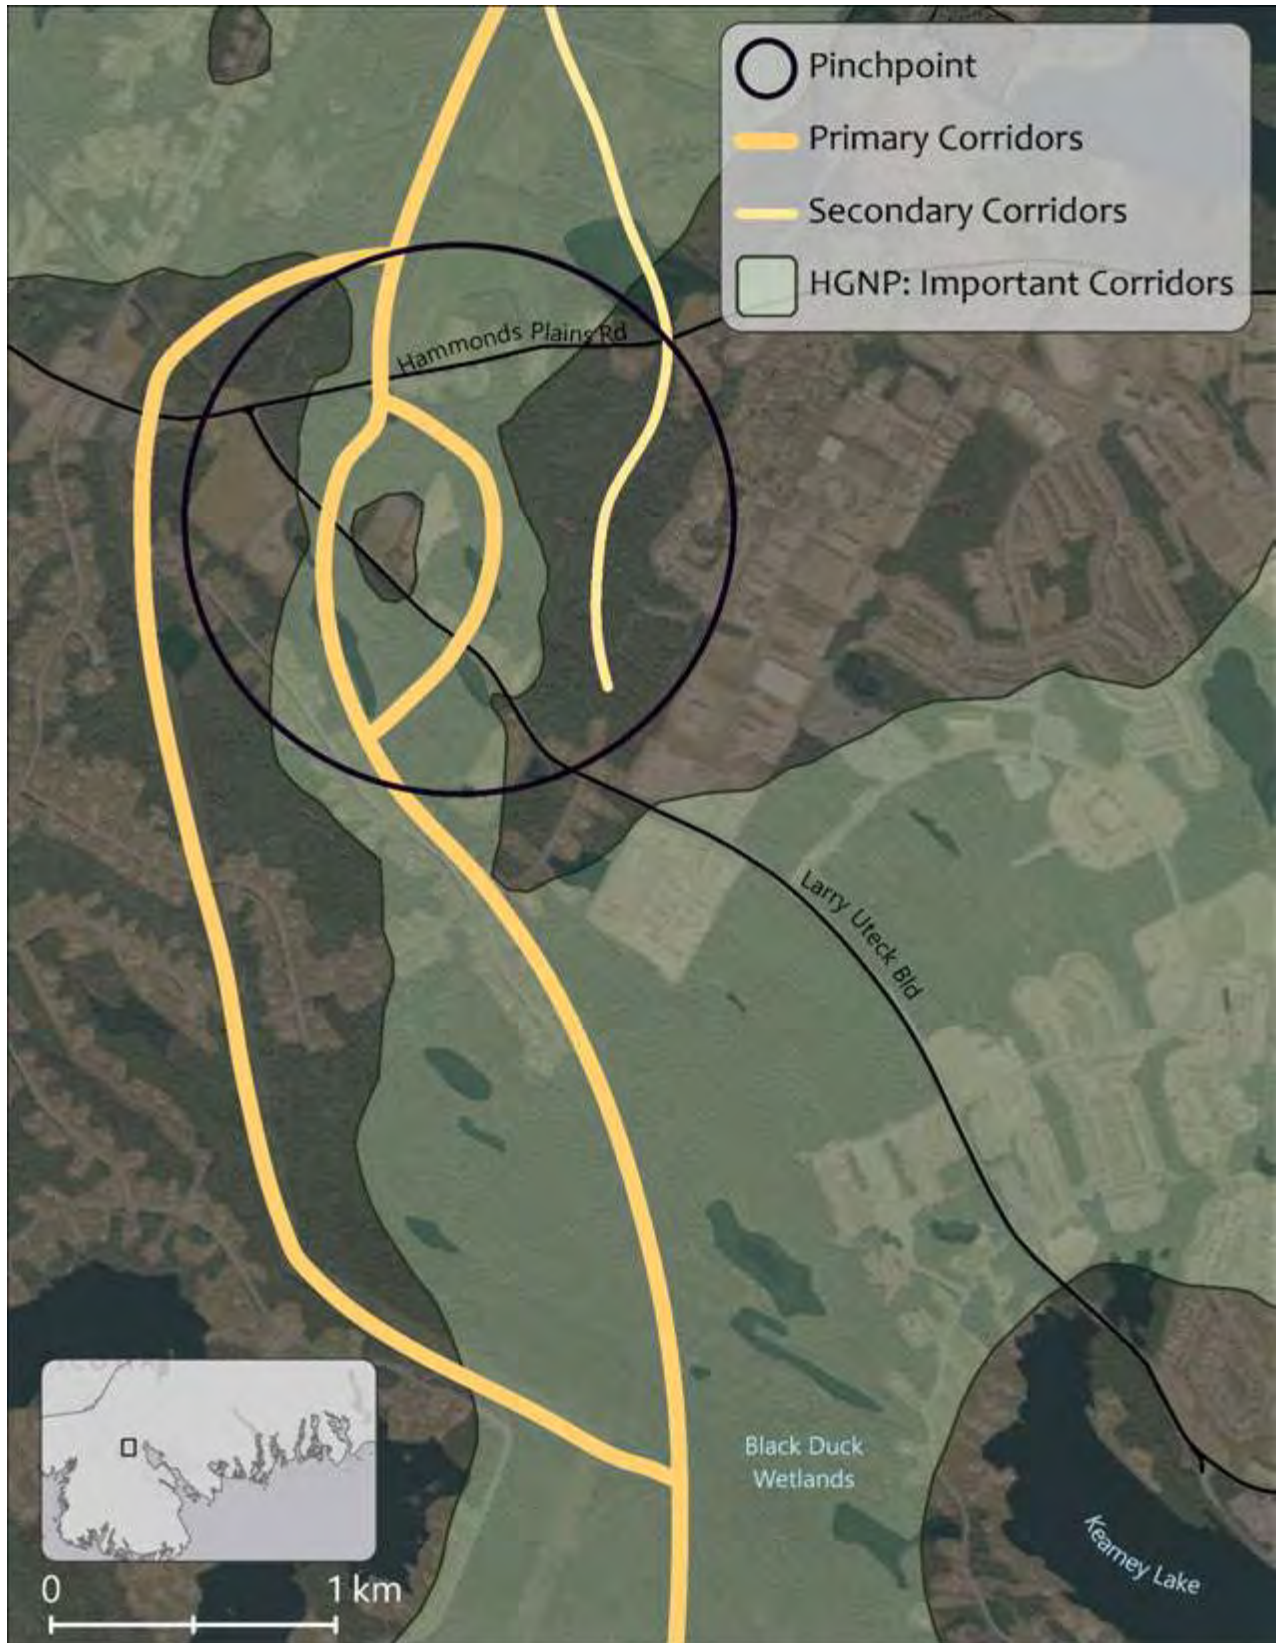 Pinchpoint
Primary Corridors
Secondary Corridors
HGNP: Important Corridors
Hammonds Plains Rd
Larry Uteck Bld
Black Duck
Wetlands
Kearney Lake
0 1 km